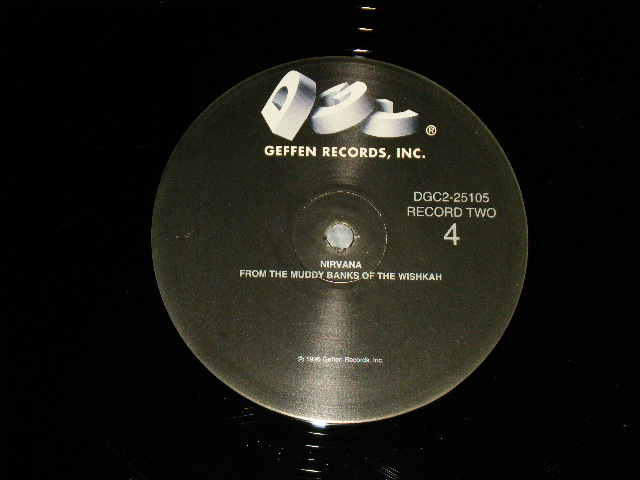 DGC®
GEFFEN RECORDS, INC.
DGC2-25105
RECORD TWO
4
NIRVANA
FROM THE MUDDY BANKS OF THE WISHKAH
℗ 1996 Geffen Records, Inc.